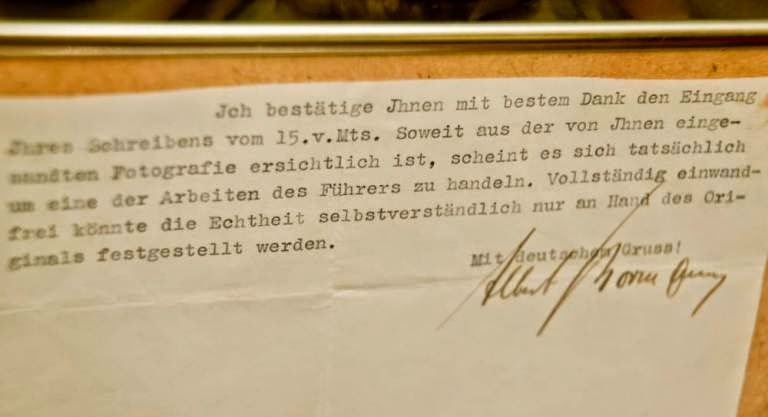 Jch bestätige Jhnen mit bestem Dank den Eingang
Jhres Schreibens vom 15.v.Mts. Soweit aus der von Jhnen einge-
sandten Fotografie ersichtlich ist, scheint es sich tatsächlich
um eine der Arbeiten des Führers zu handeln. Vollständig einwand-
frei könnte die Echtheit selbstverständlich nur an Hand des Ori-
ginals festgestellt werden.
Mit deutschem Gruss!
Albert Bormann